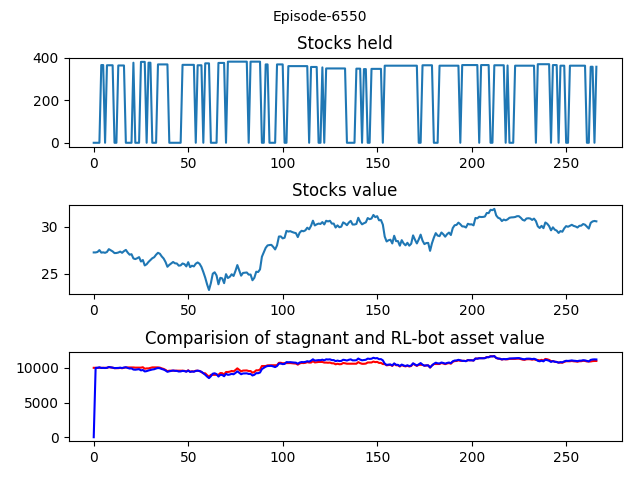 Episode-6550
Stocks held
400
200
0
0 50 100 150 200 250
Stocks value
30
25
0 50 100 150 200 250
Comparision of stagnant and RL-bot asset value
10000
5000
0
0 50 100 150 200 250